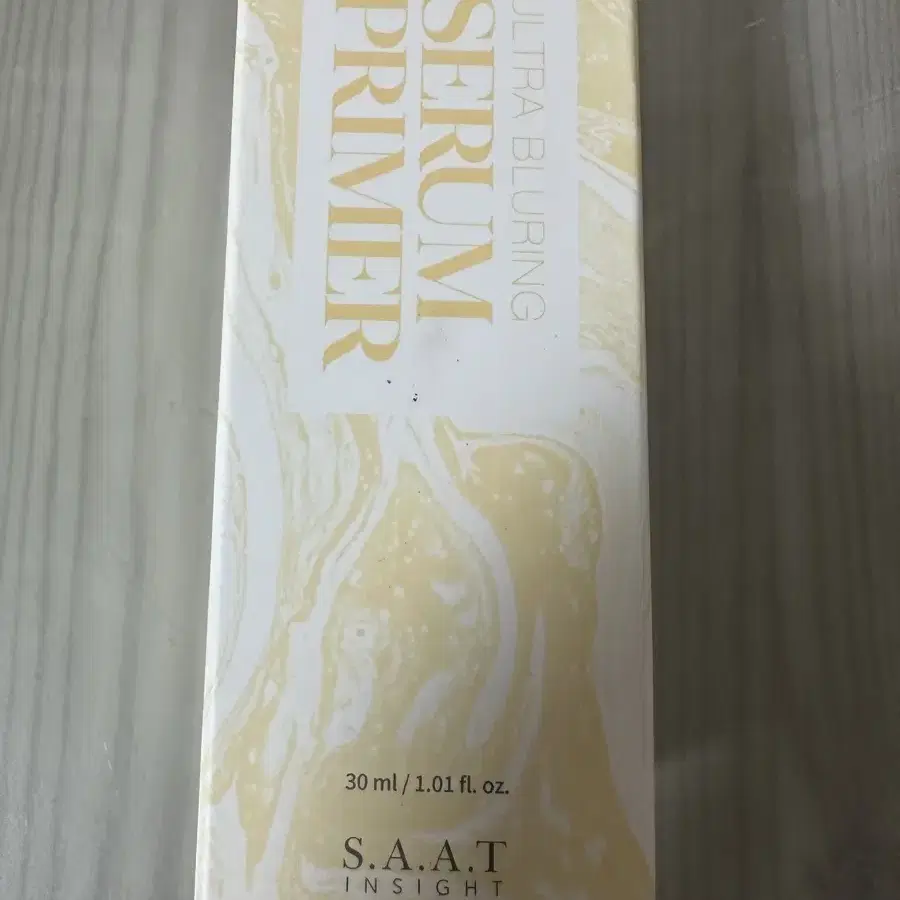 ULTRA BLURING
SERUM
PRIMER
30 ml / 1.01 fl. oz.
S.A.A.T
INSIGHT